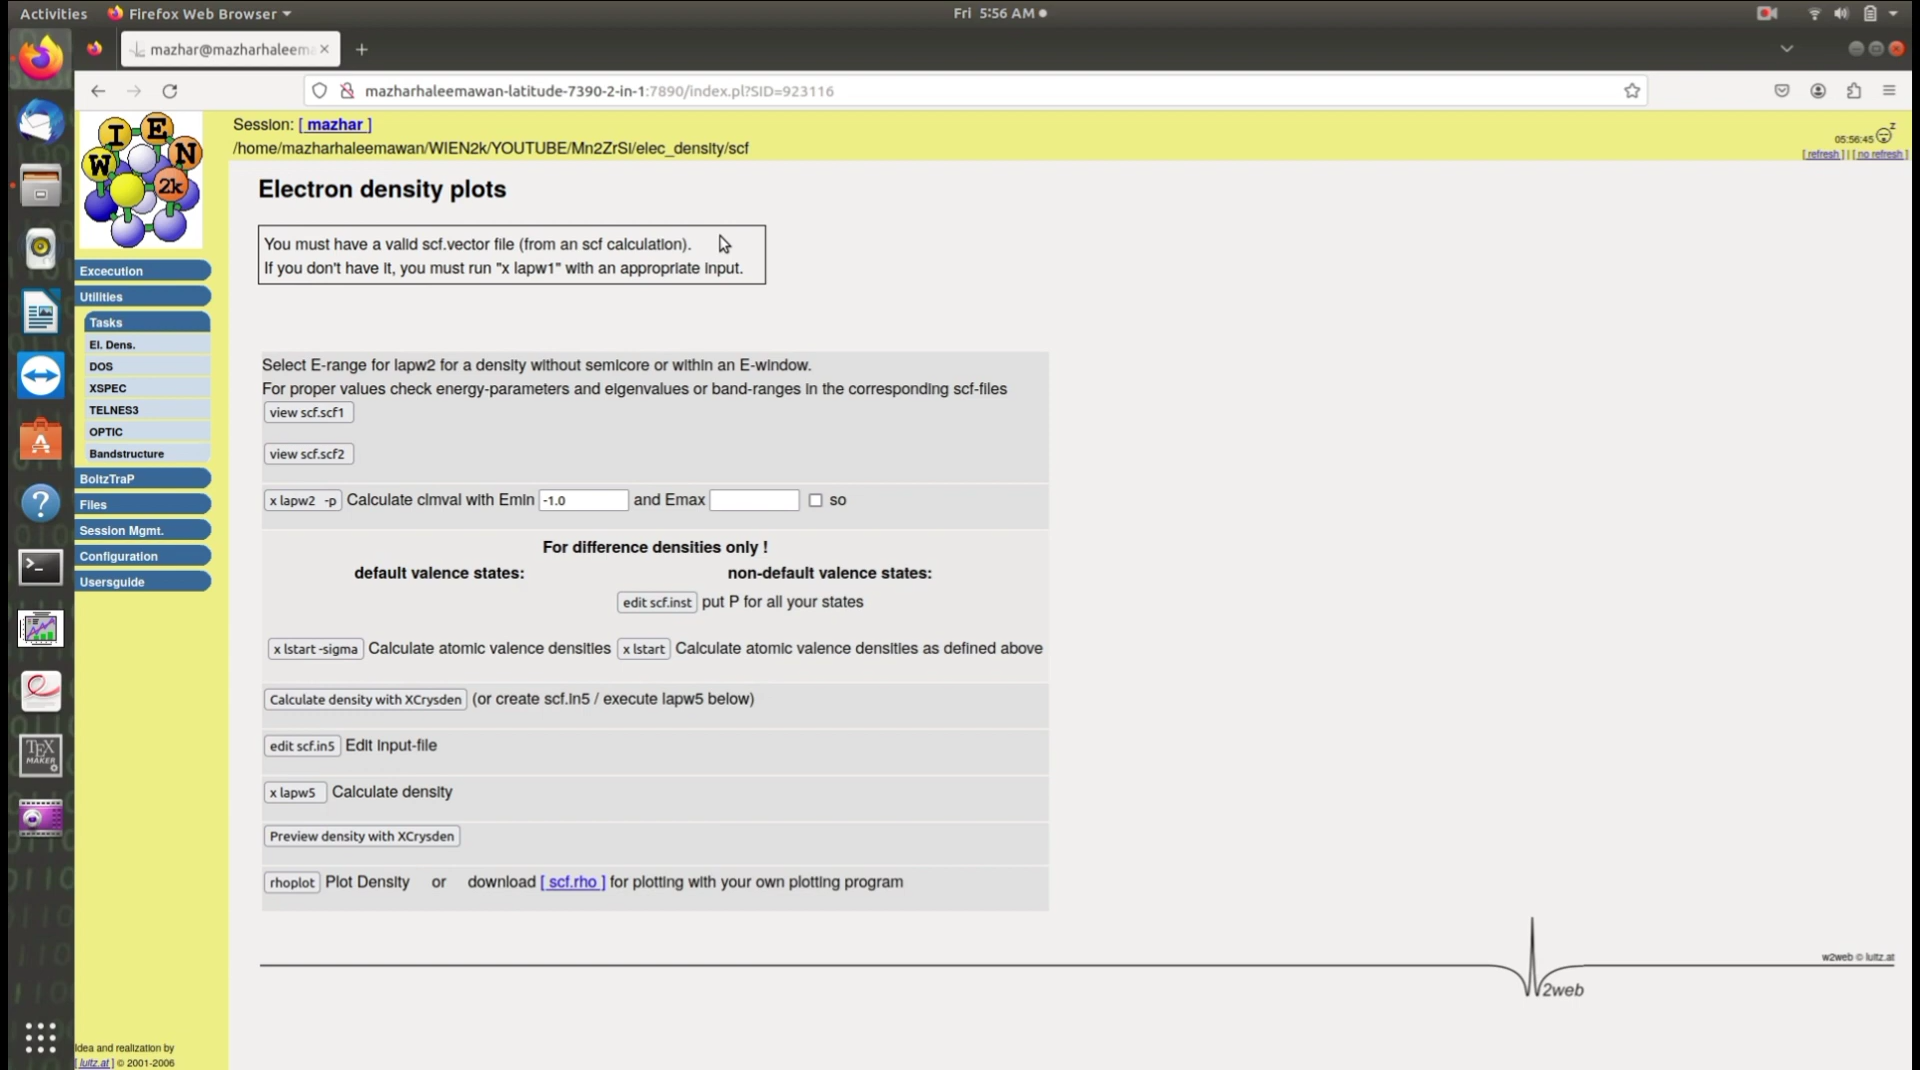 Activities Firefox Web Browser Fri 5:56 AM
mazhar@mazharhaleem
mazharhaleemawan-latitude-7390-2-in-1:7890/index.pl?SID=923116
W I E N 2k
Session: [ mazhar ]
/home/mazharhaleemawan/WIEN2k/YOUTUBE/Mn2ZrSi/elec_density/scf
05:56:45
[ refresh ] | [ no refresh ]
Excecution
Utilities
Tasks
El. Dens.
DOS
XSPEC
TELNES3
OPTIC
Bandstructure
BoltzTraP
Files
Session Mgmt.
Configuration
Usersguide
Idea and realization by
[ luitz.at ] © 2001-2006
Electron density plots
You must have a valid scf.vector file (from an scf calculation).
If you don't have it, you must run "x lapw1" with an appropriate input.
Select E-range for lapw2 for a density without semicore or within an E-window.
For proper values check energy-parameters and eigenvalues or band-ranges in the corresponding scf-files
view scf.scf1
view scf.scf2
x lapw2 -p Calculate clmval with Emin -1.0 and Emax so
For difference densities only !
default valence states: non-default valence states:
edit scf.inst put P for all your states
x lstart -sigma Calculate atomic valence densities x lstart Calculate atomic valence densities as defined above
Calculate density with XCrysden (or create scf.in5 / execute lapw5 below)
edit scf.in5 Edit input-file
x lapw5 Calculate density
Preview density with XCrysden
rhoplot Plot Density or download [ scf.rho ] for plotting with your own plotting program
w2web © luitz.at
2web
TEX
MAKER